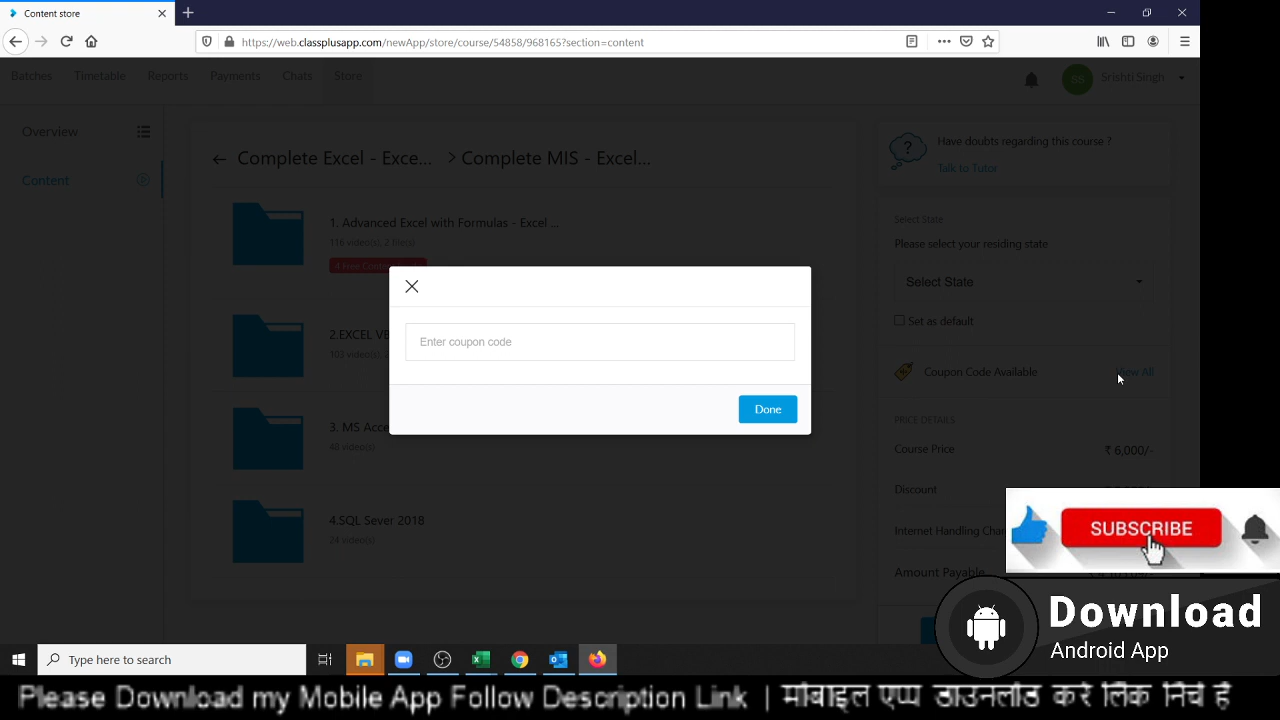 Content store
https://web.classplusapp.com/newApp/store/course/54858/968165?section=content
Batches Timetable Reports Payments Chats Store
SS Srishti Singh
Overview
Content
Complete Excel - Exce... > Complete MIS - Excel...
1. Advanced Excel with Formulas - Excel ...
116 video(s), 2 file(s)
2.EXCEL VB
103 video(s),
3. MS Acce
48 video(s)
4.SQL Sever 2018
24 video(s)
Enter coupon code
Done
Have doubts regarding this course ?
Talk to Tutor
Select State
Please select your residing state
Select State
Set as default
Coupon Code Available View All
PRICE DETAILS
Course Price ₹ 6,000/-
Discount
Internet Handling Char
Amount Payable
SUBSCRIBE
Download
Android App
Type here to search
Please Download my Mobile App Follow Description Link | मोबाइल एप्प डाउनलोड करे लिंक निचे है